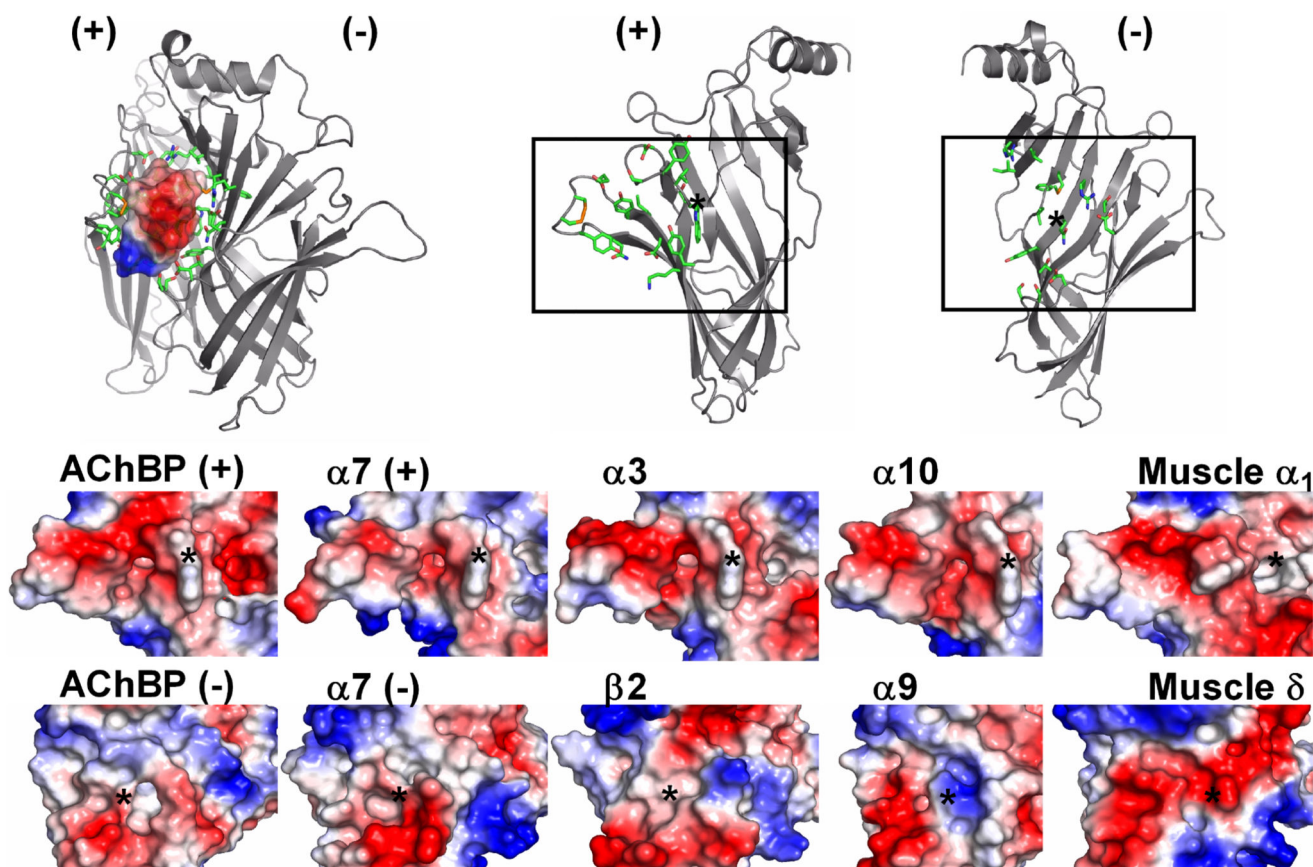 (+) (-) (+) (-)
*
*
AChBP (+) α7 (+) α3 α10 Muscle α1
* * * * *
AChBP (-) α7 (-) β2 α9 Muscle δ
* * * * *